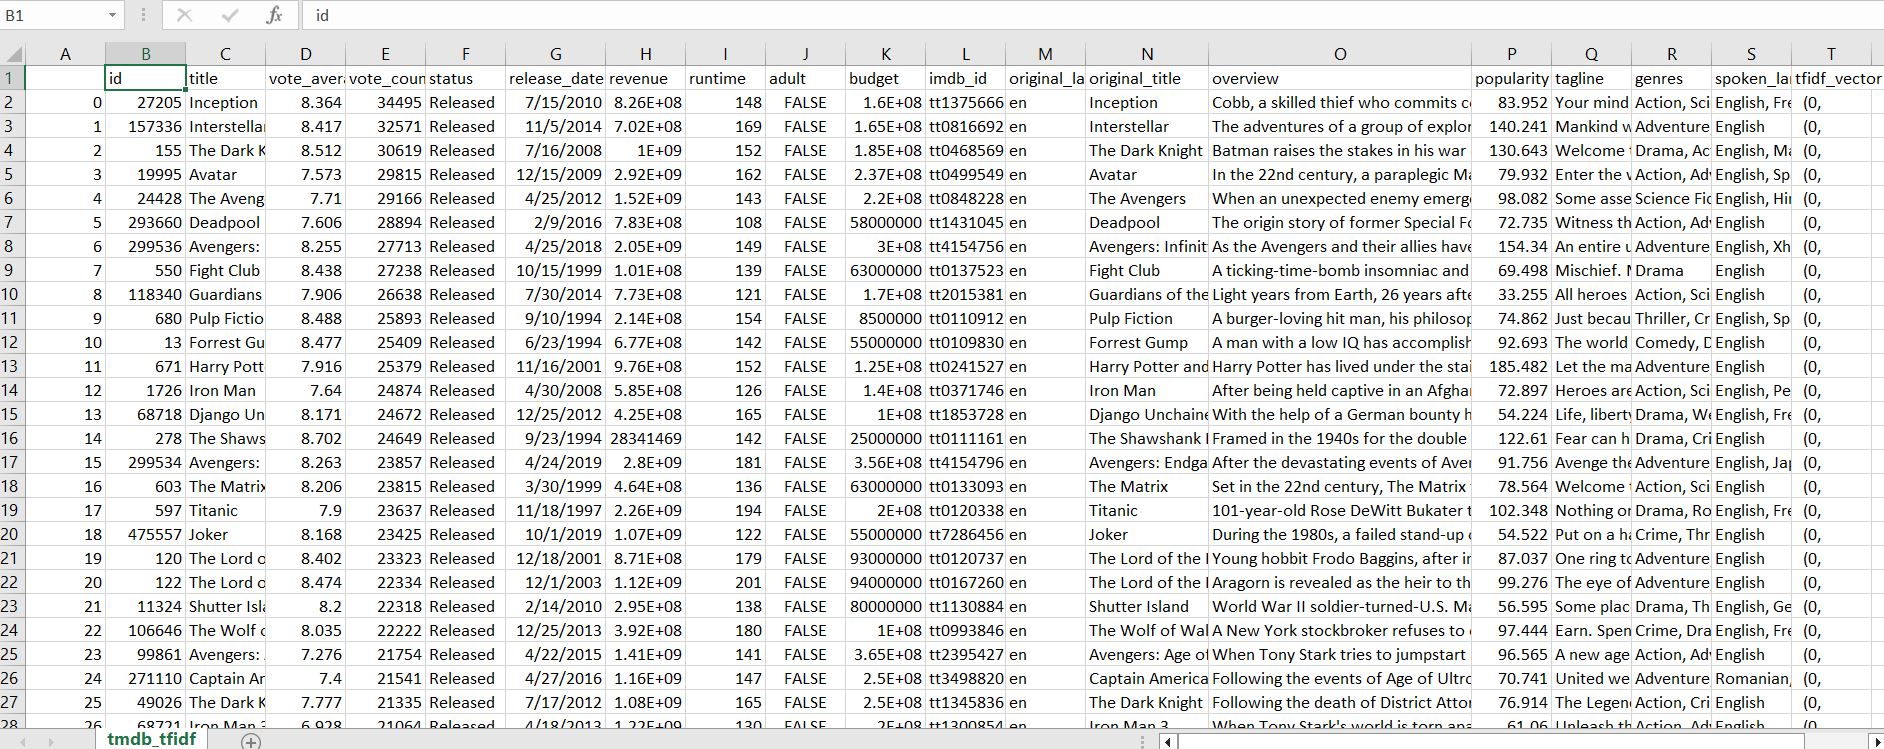 B1 fx id
A B C D E F G H I J K L M N O P Q R S T
1 id title vote_aver vote_coun status release_date revenue runtime adult budget imdb_id original_la original_title overview popularity tagline genres spoken_la tfidf_vector
2 0 27205 Inception 8.364 34495 Released 7/15/2010 8.26E+08 148 FALSE 1.6E+08 tt1375666 en Inception Cobb, a skilled thief who commits c 83.952 Your mind Action, Sci English, Fre (0,
3 1 157336 Interstella 8.417 32571 Released 11/5/2014 7.02E+08 169 FALSE 1.65E+08 tt0816692 en Interstellar The adventures of a group of explor 140.241 Mankind w Adventure English (0,
4 2 155 The Dark K 8.512 30619 Released 7/16/2008 1E+09 152 FALSE 1.85E+08 tt0468569 en The Dark Knight Batman raises the stakes in his war 130.643 Welcome Drama, Ac English, Ma (0,
5 3 19995 Avatar 7.573 29815 Released 12/15/2009 2.92E+09 162 FALSE 2.37E+08 tt0499549 en Avatar In the 22nd century, a paraplegic Ma 79.932 Enter the Action, Ad English, Sp (0,
6 4 24428 The Aveng 7.71 29166 Released 4/25/2012 1.52E+09 143 FALSE 2.2E+08 tt0848228 en The Avengers When an unexpected enemy emerg 98.082 Some asse Science Fic English, Hi (0,
7 5 293660 Deadpool 7.606 28894 Released 2/9/2016 7.83E+08 108 FALSE 58000000 tt1431045 en Deadpool The origin story of former Special Fo 72.735 Witness th Action, Ad English (0,
8 6 299536 Avengers: 8.255 27713 Released 4/25/2018 2.05E+09 149 FALSE 3E+08 tt4154756 en Avengers: Infinit As the Avengers and their allies have 154.34 An entire Adventure English, Xh (0,
9 7 550 Fight Club 8.438 27238 Released 10/15/1999 1.01E+08 139 FALSE 63000000 tt0137523 en Fight Club A ticking-time-bomb insomniac and 69.498 Mischief. Drama English (0,
10 8 118340 Guardians 7.906 26638 Released 7/30/2014 7.73E+08 121 FALSE 1.7E+08 tt2015381 en Guardians of the Light years from Earth, 26 years afte 33.255 All heroes Action, Sci English (0,
11 9 680 Pulp Fictio 8.488 25893 Released 9/10/1994 2.14E+08 154 FALSE 8500000 tt0110912 en Pulp Fiction A burger-loving hit man, his philosop 74.862 Just becau Thriller, Cr English, Sp (0,
12 10 13 Forrest Gu 8.477 25409 Released 6/23/1994 6.77E+08 142 FALSE 55000000 tt0109830 en Forrest Gump A man with a low IQ has accomplish 92.693 The world Comedy, D English (0,
13 11 671 Harry Pott 7.916 25379 Released 11/16/2001 9.76E+08 152 FALSE 1.25E+08 tt0241527 en Harry Potter and Harry Potter has lived under the stai 185.482 Let the ma Adventure English (0,
14 12 1726 Iron Man 7.64 24874 Released 4/30/2008 5.85E+08 126 FALSE 1.4E+08 tt0371746 en Iron Man After being held captive in an Afghan 72.897 Heroes are Action, Sci English, Pe (0,
15 13 68718 Django Un 8.171 24672 Released 12/25/2012 4.25E+08 165 FALSE 1E+08 tt1853728 en Django Unchaine With the help of a German bounty h 54.224 Life, liberty Drama, We English, Fre (0,
16 14 278 The Shaws 8.702 24649 Released 9/23/1994 28341469 142 FALSE 25000000 tt0111161 en The Shawshank Framed in the 1940s for the double 122.61 Fear can h Drama, Cri English (0,
17 15 299534 Avengers: 8.263 23857 Released 4/24/2019 2.8E+09 181 FALSE 3.56E+08 tt4154796 en Avengers: Endga After the devastating events of Aven 91.756 Avenge the Adventure English, Jap (0,
18 16 603 The Matrix 8.206 23815 Released 3/30/1999 4.64E+08 136 FALSE 63000000 tt0133093 en The Matrix Set in the 22nd century, The Matrix 78.564 Welcome Action, Sci English (0,
19 17 597 Titanic 7.9 23637 Released 11/18/1997 2.26E+09 194 FALSE 2E+08 tt0120338 en Titanic 101-year-old Rose DeWitt Bukater t 102.348 Nothing on Drama, Ro English, Fre (0,
20 18 475557 Joker 8.168 23425 Released 10/1/2019 1.07E+09 122 FALSE 55000000 tt7286456 en Joker During the 1980s, a failed stand-up 54.522 Put on a ha Crime, Thr English (0,
21 19 120 The Lord o 8.402 23323 Released 12/18/2001 8.71E+08 179 FALSE 93000000 tt0120737 en The Lord of the Young hobbit Frodo Baggins, after in 87.037 One ring to Adventure English (0,
22 20 122 The Lord o 8.474 22334 Released 12/1/2003 1.12E+09 201 FALSE 94000000 tt0167260 en The Lord of the Aragorn is revealed as the heir to th 99.276 The eye of Adventure English (0,
23 21 11324 Shutter Isla 8.2 22318 Released 2/14/2010 2.95E+08 138 FALSE 80000000 tt1130884 en Shutter Island World War II soldier-turned-U.S. Ma 56.595 Some plac Drama, Th English, Ge (0,
24 22 106646 The Wolf o 8.035 22222 Released 12/25/2013 3.92E+08 180 FALSE 1E+08 tt0993846 en The Wolf of Wal A New York stockbroker refuses to 97.444 Earn. Spen Crime, Dra English, Fre (0,
25 23 99861 Avengers: 7.276 21754 Released 4/22/2015 1.41E+09 141 FALSE 3.65E+08 tt2395427 en Avengers: Age of When Tony Stark tries to jumpstart 96.565 A new age Action, Ad English (0,
26 24 271110 Captain Am 7.4 21541 Released 4/27/2016 1.16E+09 147 FALSE 2.5E+08 tt3498820 en Captain America Following the events of Age of Ultro 70.741 United we Adventure Romanian, (0,
27 25 49026 The Dark K 7.777 21335 Released 7/17/2012 1.08E+09 165 FALSE 2.5E+08 tt1345836 en The Dark Knight Following the death of District Attor 76.914 The Legen Action, Cri English (0,
28 26 68721 Iron Man 3 6.928 21064 Released 4/18/2013 1.22E+09 130 FALSE 2E+08 tt1300854 en Iron Man 3 When Tony Stark's world is torn apa 61.06 Unleash th Action, Ad English (0,
tmdb_tfidf